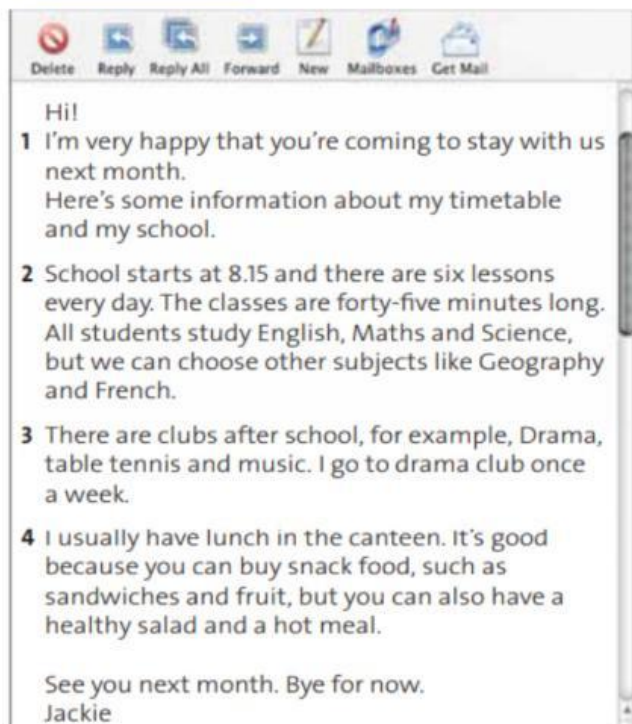 Delete Reply Reply All Forward New Mailboxes Get Mail
Hi!
1 I'm very happy that you're coming to stay with us
next month.
Here's some information about my timetable
and my school.
2 School starts at 8.15 and there are six lessons
every day. The classes are forty-five minutes long.
All students study English, Maths and Science,
but we can choose other subjects like Geography
and French.
3 There are clubs after school, for example, Drama,
table tennis and music. I go to drama club once
a week.
4 I usually have lunch in the canteen. It's good
because you can buy snack food, such as
sandwiches and fruit, but you can also have a
healthy salad and a hot meal.
See you next month. Bye for now.
Jackie